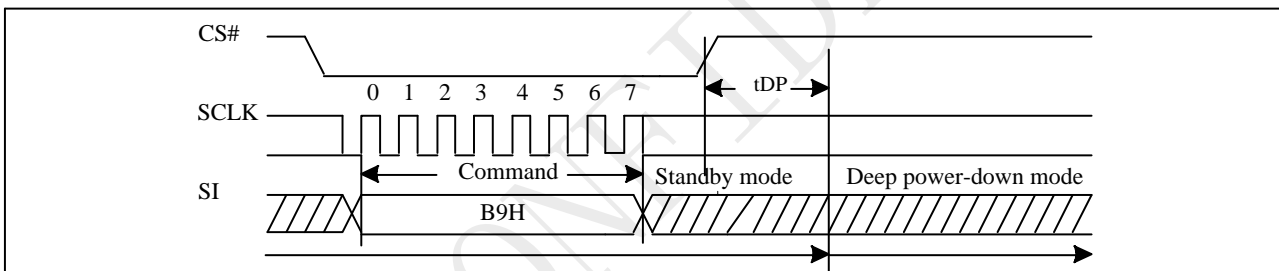 CS#
tDP
0 1 2 3 4 5 6 7
SCLK
Command
Standby mode Deep power-down mode
SI
B9H